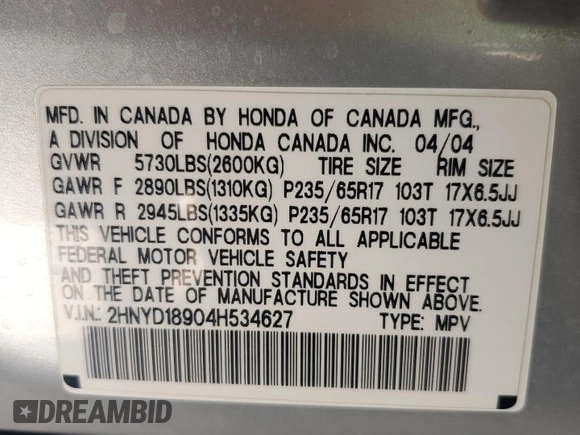 MFD. IN CANADA BY HONDA OF CANADA MFG.,
A DIVISION OF HONDA CANADA INC. 04/04
GVWR 5730LBS(2600KG) TIRE SIZE RIM SIZE
GAWR F 2890LBS(1310KG) P235/65R17 103T 17X6.5JJ
GAWR R 2945LBS(1335KG) P235/65R17 103T 17X6.5JJ
THIS VEHICLE CONFORMS TO ALL APPLICABLE
FEDERAL MOTOR VEHICLE SAFETY
AND THEFT PREVENTION STANDARDS IN EFFECT
ON THE DATE OF MANUFACTURE SHOWN ABOVE.
V.I.N.: 2HNYD18904H534627 TYPE: MPV
DREAMBID